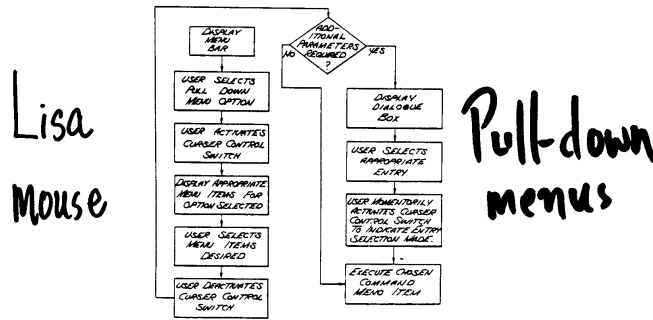 Lisa
mouse
DISPLAY
MENU
BAR
USER SELECTS
PULL DOWN
MENU OPTION
USER ACTIVATES
CURSER CONTROL
SWITCH
DISPLAY APPROPRIATE
MENU ITEMS FOR
OPTION SELECTED
USER SELECTS
MENU ITEMS
DESIRED
USER DEACTIVATES
CURSER CONTROL
SWITCH
ADD-
ITIONAL
PARAMETERS
REQUIRED
?
NO
YES
DISPLAY
DIALOGUE
BOX
USER SELECTS
APPROPRIATE
ENTRY
USER MOMENTORILY
ACTIVATES CURSER
CONTROL SWITCH
TO INDICATE ENTRY
SELECTION MADE.
EXECUTE CHOSEN
COMMAND
MENU ITEM
Pull-down
menus